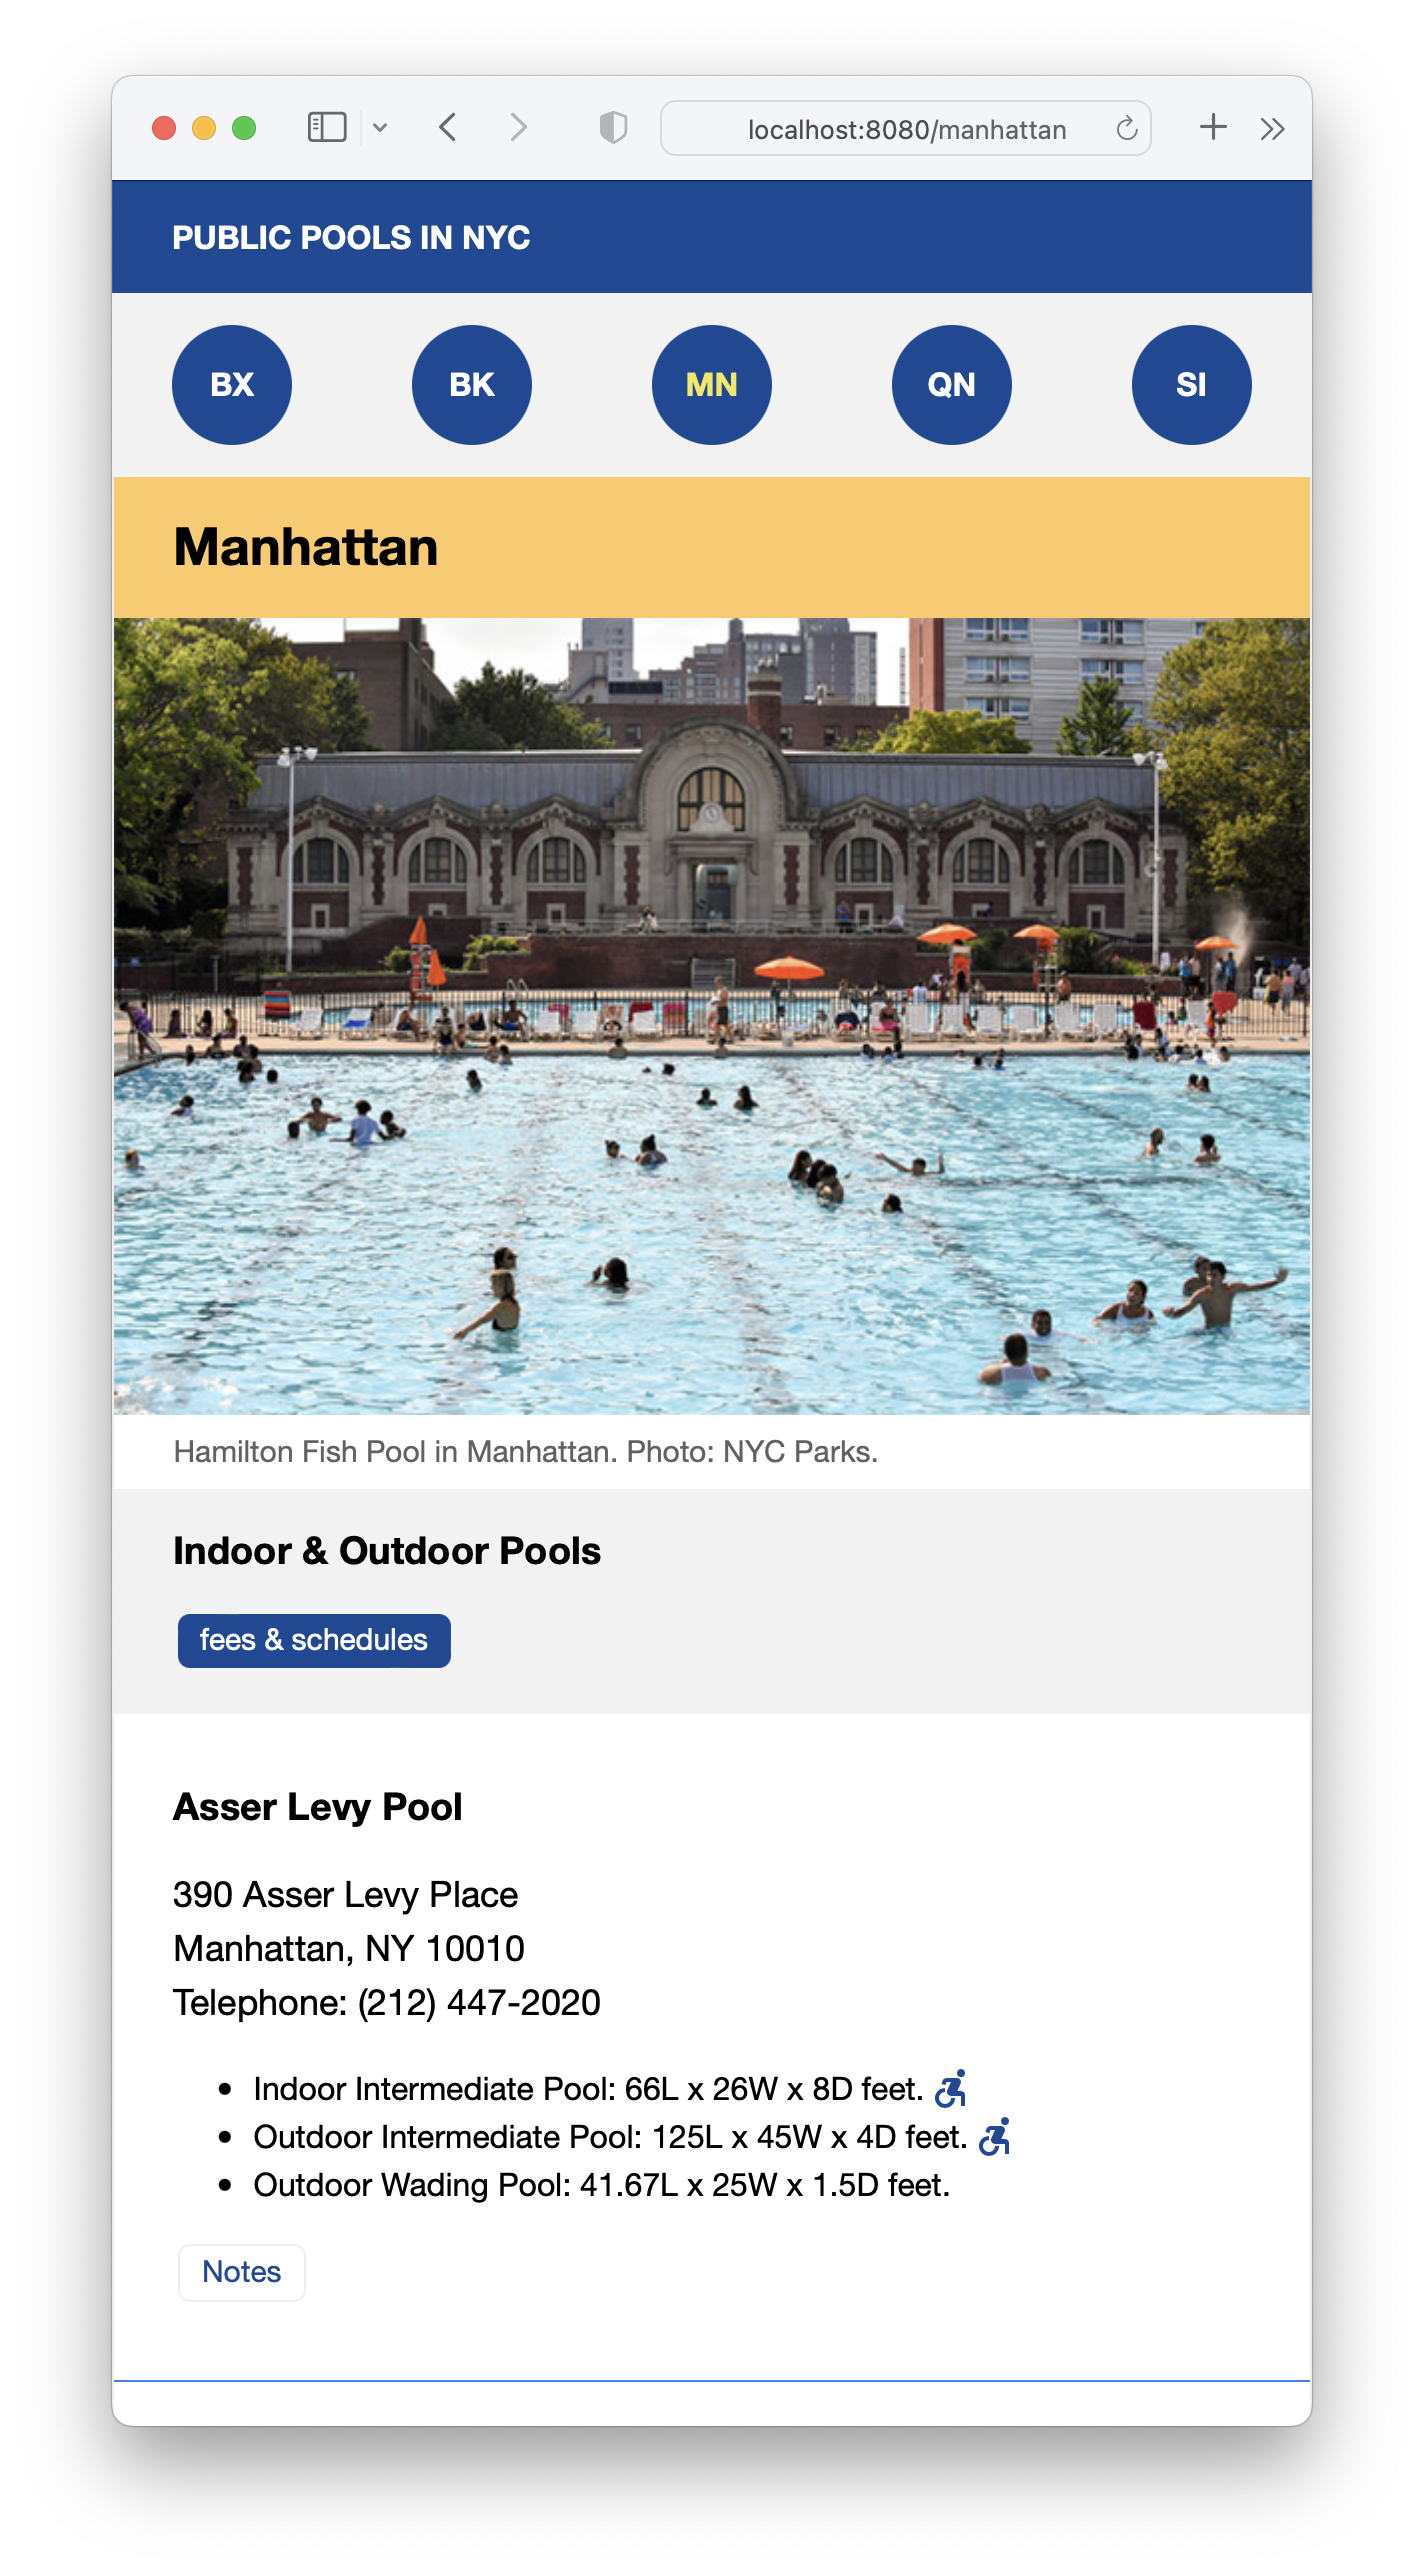 localhost:8080/manhattan
PUBLIC POOLS IN NYC
BX BK MN QN SI
Manhattan
Hamilton Fish Pool in Manhattan. Photo: NYC Parks.
Indoor & Outdoor Pools
fees & schedules
Asser Levy Pool
390 Asser Levy Place
Manhattan, NY 10010
Telephone: (212) 447-2020
• Indoor Intermediate Pool: 66L x 26W x 8D feet.
• Outdoor Intermediate Pool: 125L x 45W x 4D feet.
• Outdoor Wading Pool: 41.67L x 25W x 1.5D feet.
Notes